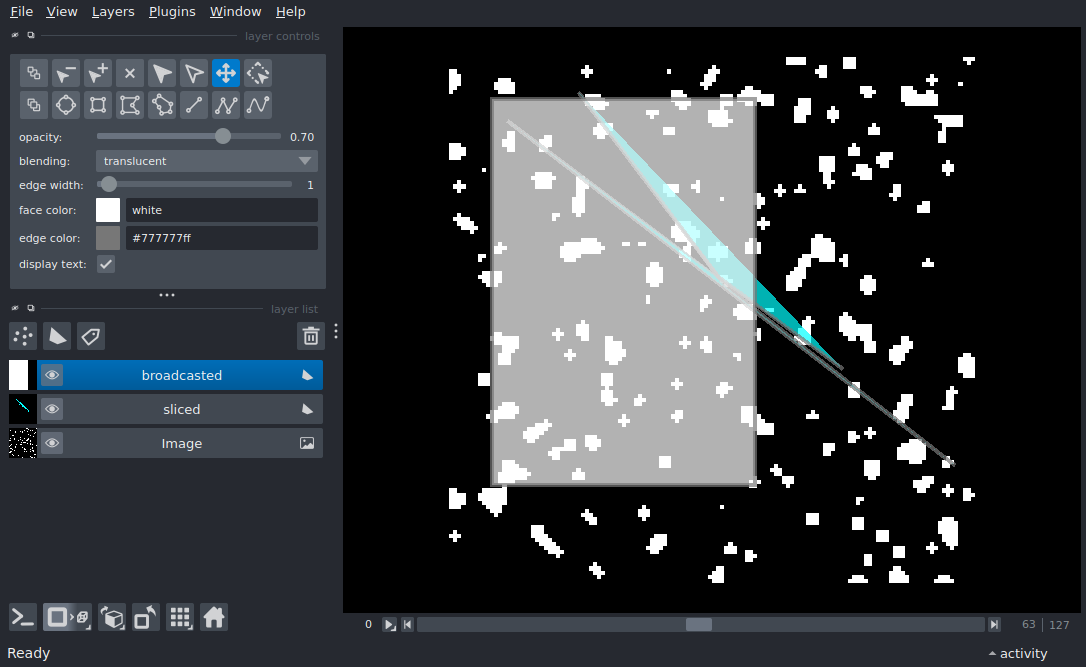 File View Layers Plugins Window Help
layer controls
opacity: 0.70
blending: translucent
edge width: 1
face color: white
edge color: #777777ff
display text:
layer list
broadcasted
sliced
Image
0 63 127
Ready activity